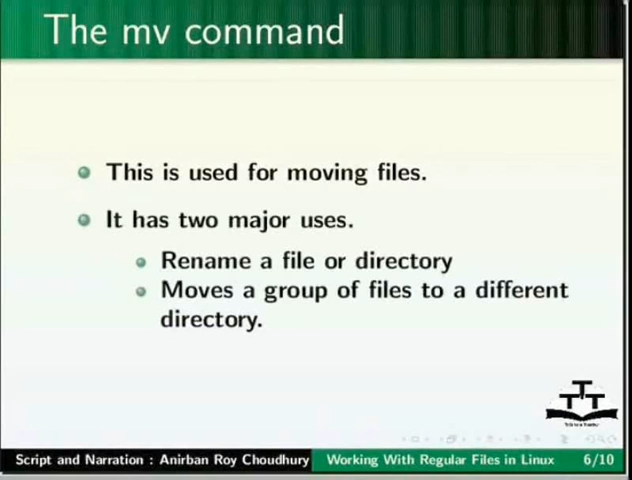 The mv command
This is used for moving files.
It has two major uses.
Rename a file or directory
Moves a group of files to a different
directory.
TTT
Script and Narration : Anirban Roy Choudhury
Working With Regular Files in Linux
6/10